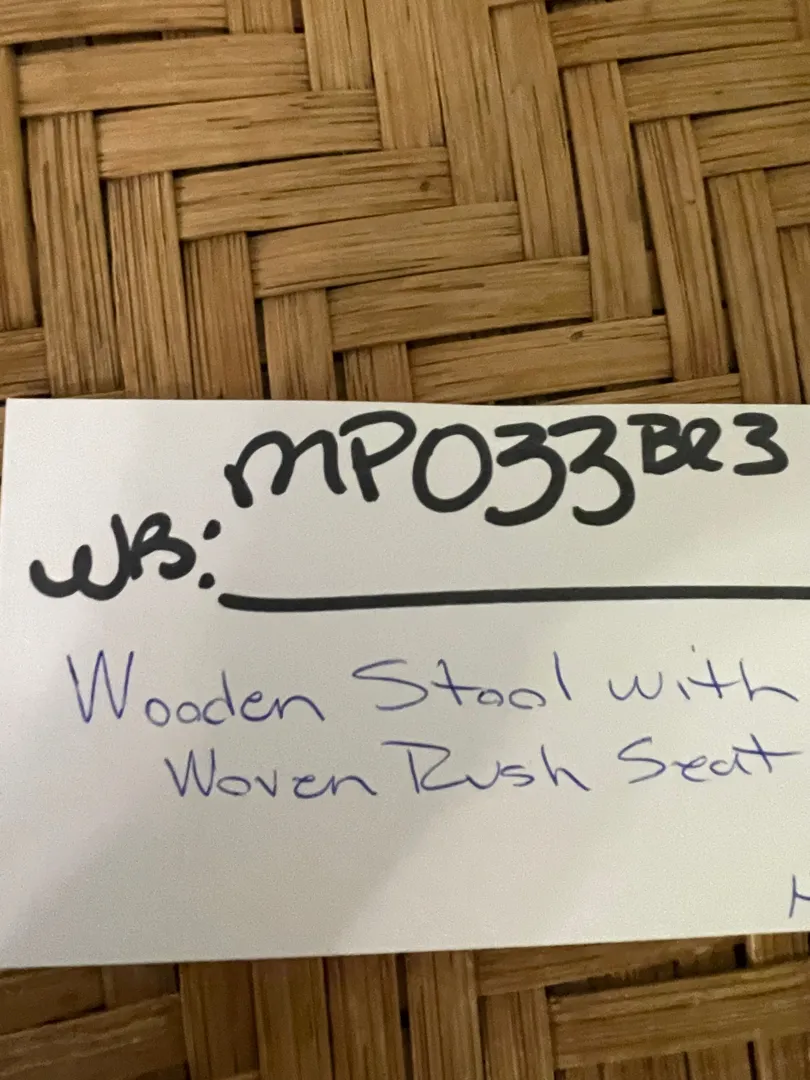 MP033BR3
WB:
Wooden Stool with
Woven Rush Seat